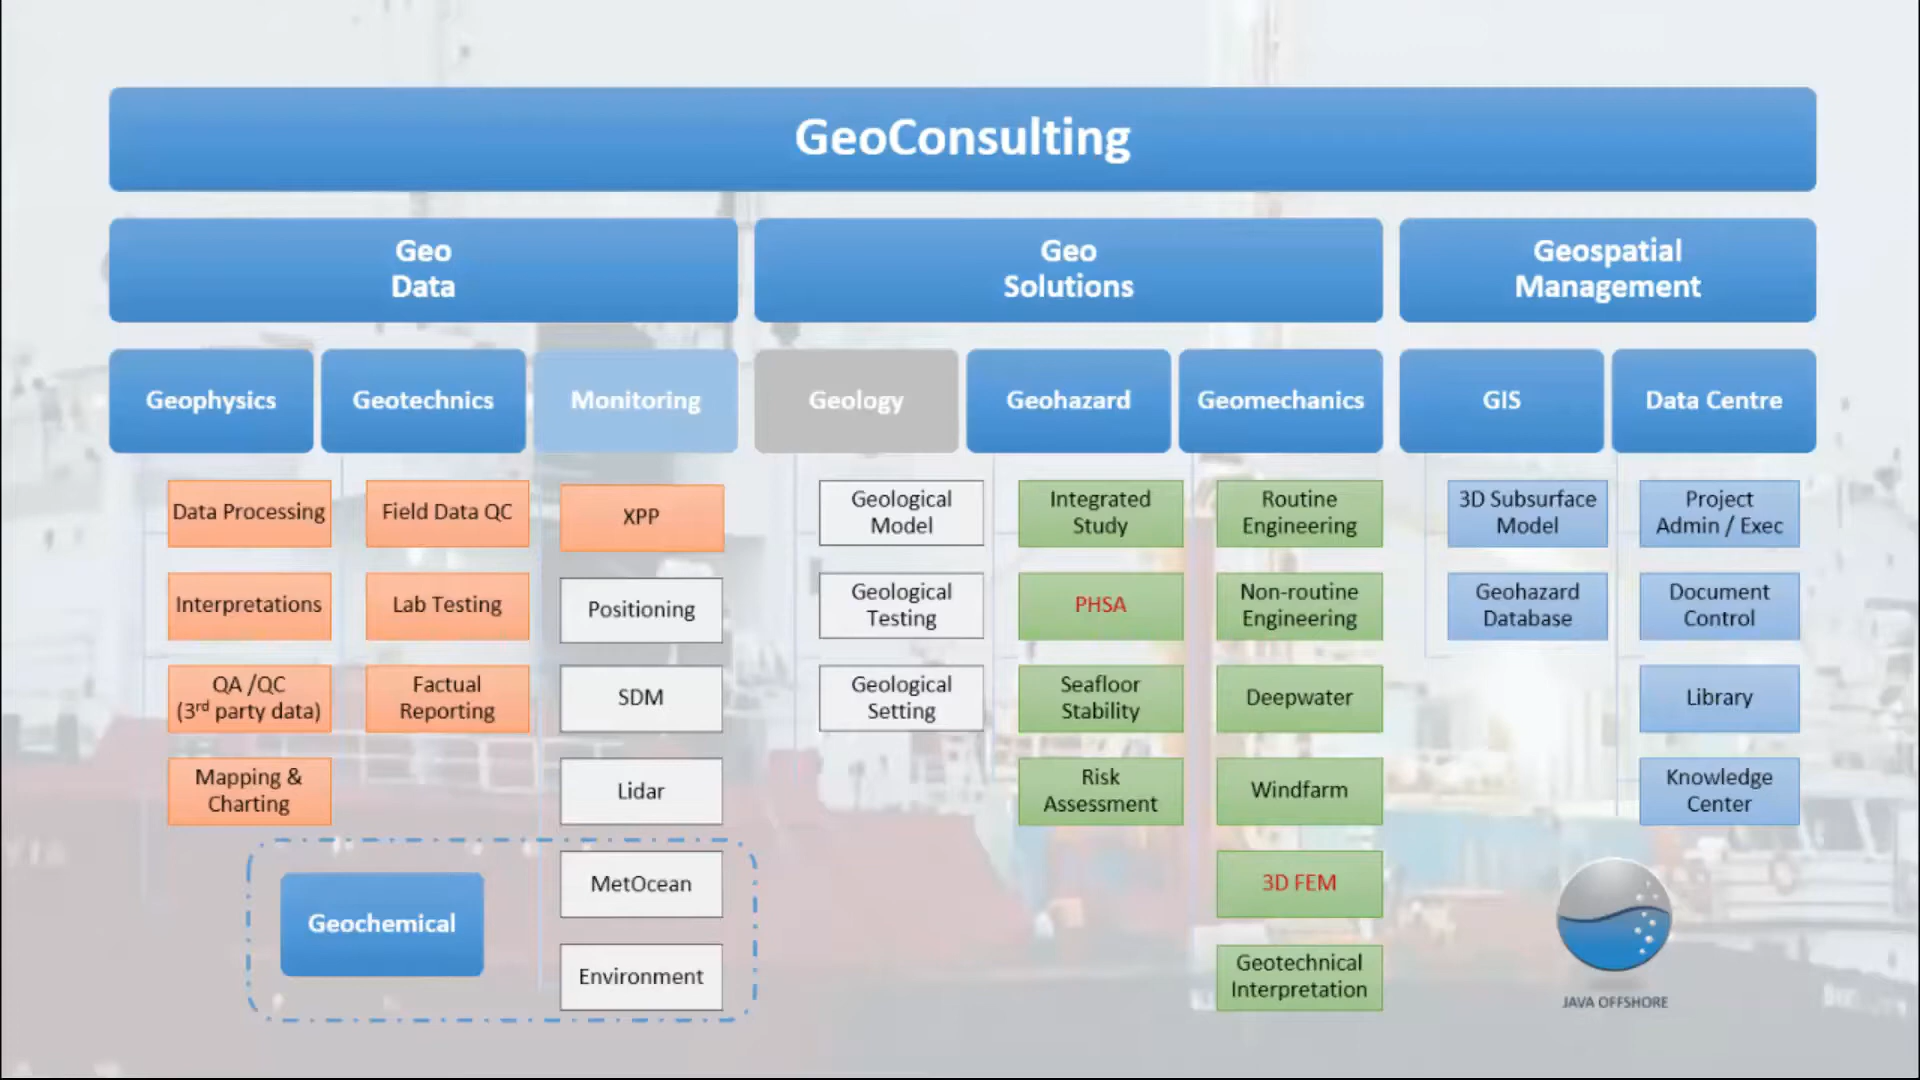 GeoConsulting
Geo
Data
Geo
Solutions
Geospatial
Management
Geophysics
Geotechnics
Monitoring
Geology
Geohazard
Geomechanics
GIS
Data Centre
Data Processing
Interpretations
QA /QC
(3rd party data)
Mapping &
Charting
Field Data QC
Lab Testing
Factual
Reporting
XPP
Positioning
SDM
Lidar
MetOcean
Environment
Geochemical
Geological
Model
Geological
Testing
Geological
Setting
Integrated
Study
PHSA
Seafloor
Stability
Risk
Assessment
Routine
Engineering
Non-routine
Engineering
Deepwater
Windfarm
3D FEM
Geotechnical
Interpretation
3D Subsurface
Model
Geohazard
Database
Project
Admin / Exec
Document
Control
Library
Knowledge
Center
JAVA OFFSHORE